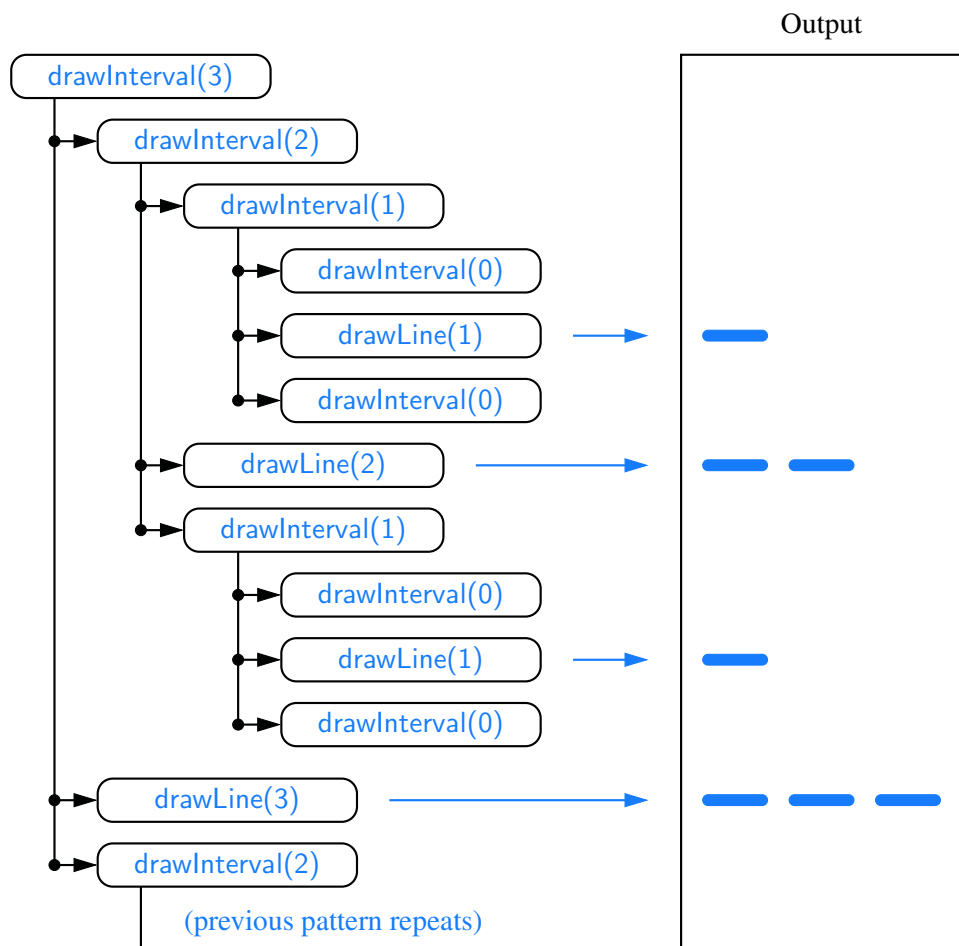 Output
drawInterval(3)
drawInterval(2)
drawInterval(1)
drawInterval(0)
drawLine(1)
drawInterval(0)
drawLine(2)
drawInterval(1)
drawInterval(0)
drawLine(1)
drawInterval(0)
drawLine(3)
drawInterval(2)
(previous pattern repeats)